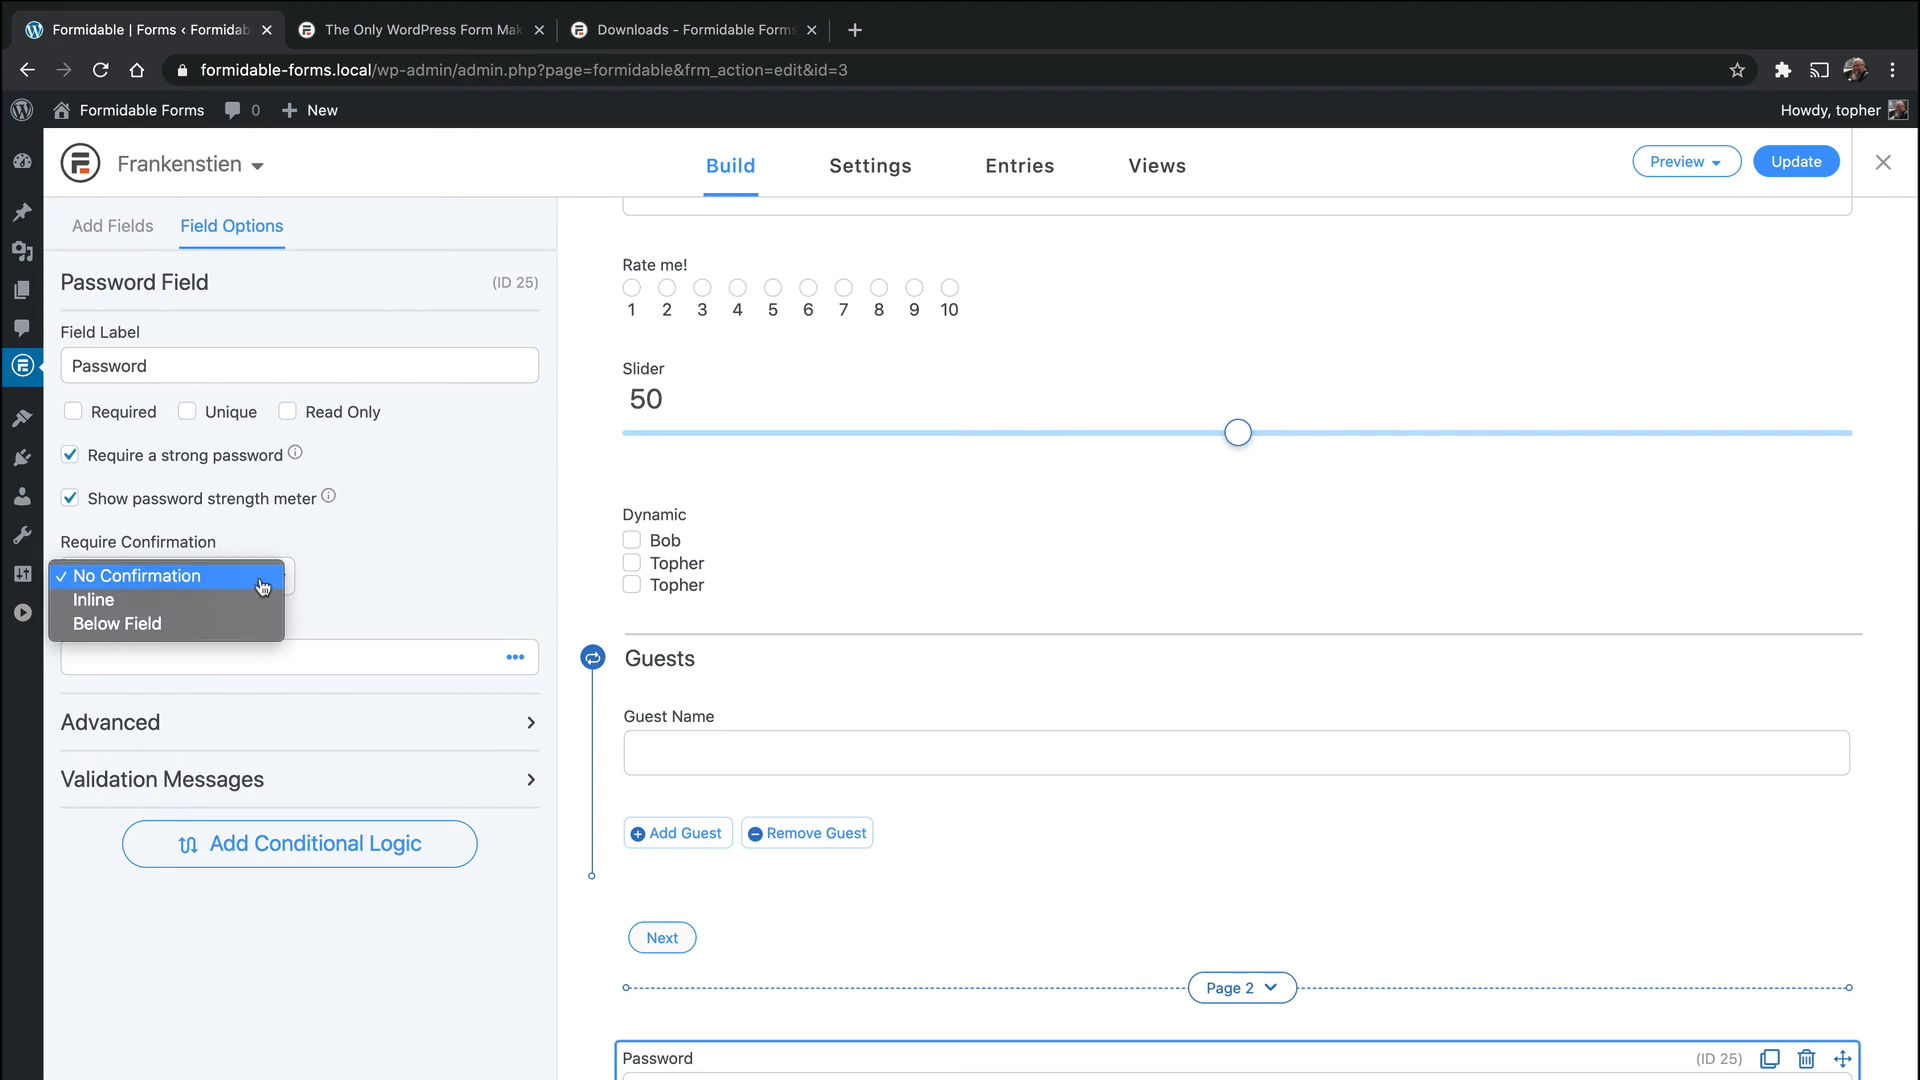 Formidable | Forms ‹ Formidab
The Only WordPress Form Mak
Downloads - Formidable Forms
formidable-forms.local/wp-admin/admin.php?page=formidable&frm_action=edit&id=3
Formidable Forms
0
New
Howdy, topher
Frankenstien
Build
Settings
Entries
Views
Preview
Update
Add Fields
Field Options
Password Field
(ID 25)
Field Label
Password
Required
Unique
Read Only
Require a strong password
Show password strength meter
Require Confirmation
✓ No Confirmation
Inline
Below Field
Advanced
Validation Messages
Add Conditional Logic
Rate me!
1 2 3 4 5 6 7 8 9 10
Slider
50
Dynamic
Bob
Topher
Topher
Guests
Guest Name
Add Guest
Remove Guest
Next
Page 2
Password
(ID 25)